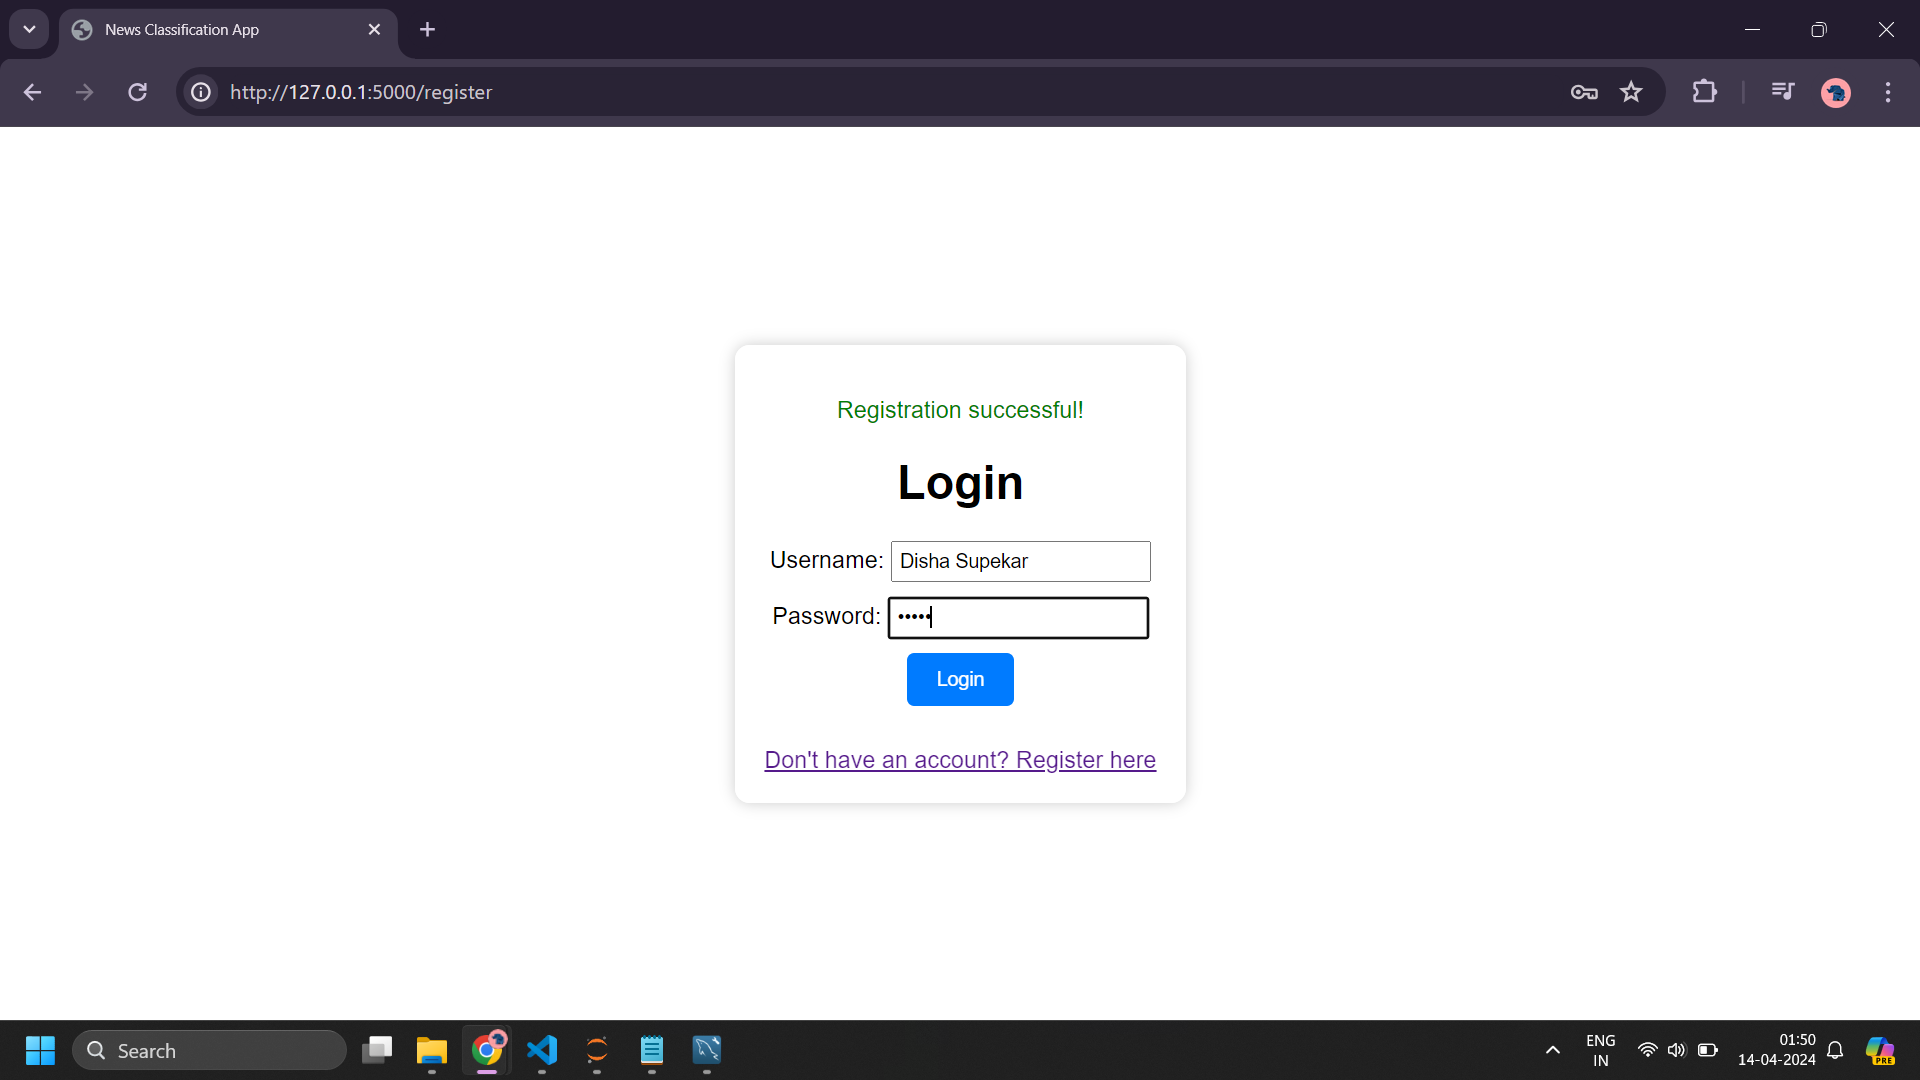 News Classification App
http://127.0.0.1:5000/register
Registration successful!
Login
Username: Disha Supekar
Password: •••••
Login
Don't have an account? Register here
Search
ENG
IN
01:50
14-04-2024
PRE